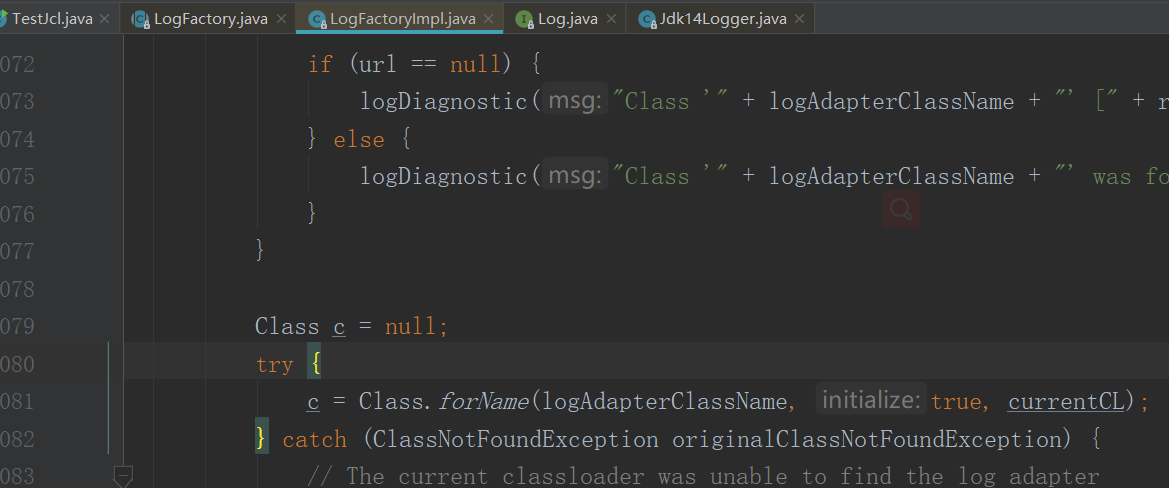 TestJcl.java × LogFactory.java × LogFactoryImpl.java × Log.java × Jdk14Logger.java ×
072 if (url == null) {
073 logDiagnostic( msg: "Class '" + logAdapterClassName + "' [" + r
074 } else {
075 logDiagnostic( msg: "Class '" + logAdapterClassName + "' was fo
076 }
077 }
078
079 Class c = null;
080 try {
081 c = Class.forName(logAdapterClassName, initialize: true, currentCL);
082 } catch (ClassNotFoundException originalClassNotFoundException) {
083 // The current classloader was unable to find the log adapter